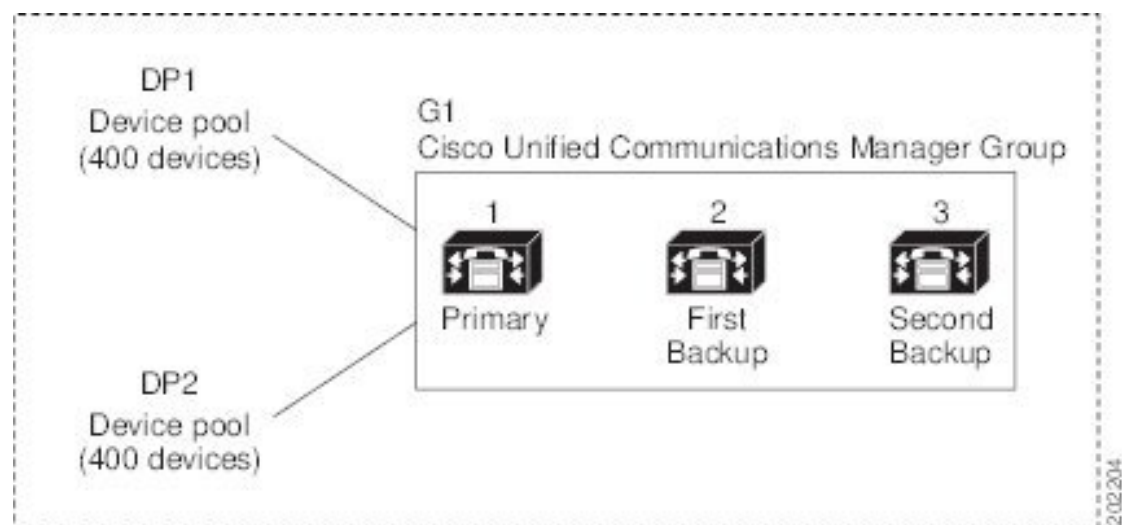 DP1
Device pool
(400 devices)
G1
Cisco Unified Communications Manager Group
1
2
3
Primary
First
Backup
Second
Backup
DP2
Device pool
(400 devices)
202204